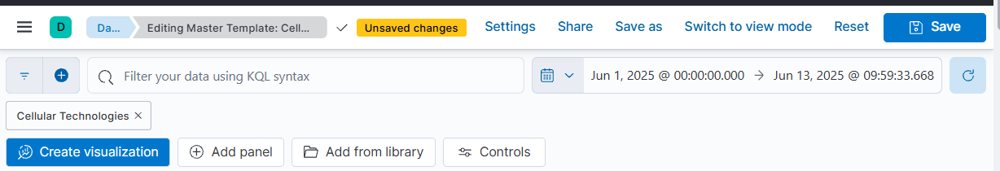 D Da... Editing Master Template: Cell... Unsaved changes Settings Share Save as Switch to view mode Reset Save
Filter your data using KQL syntax Jun 1, 2025 @ 00:00:00.000 → Jun 13, 2025 @ 09:59:33.668
Cellular Technologies ×
Create visualization Add panel Add from library Controls